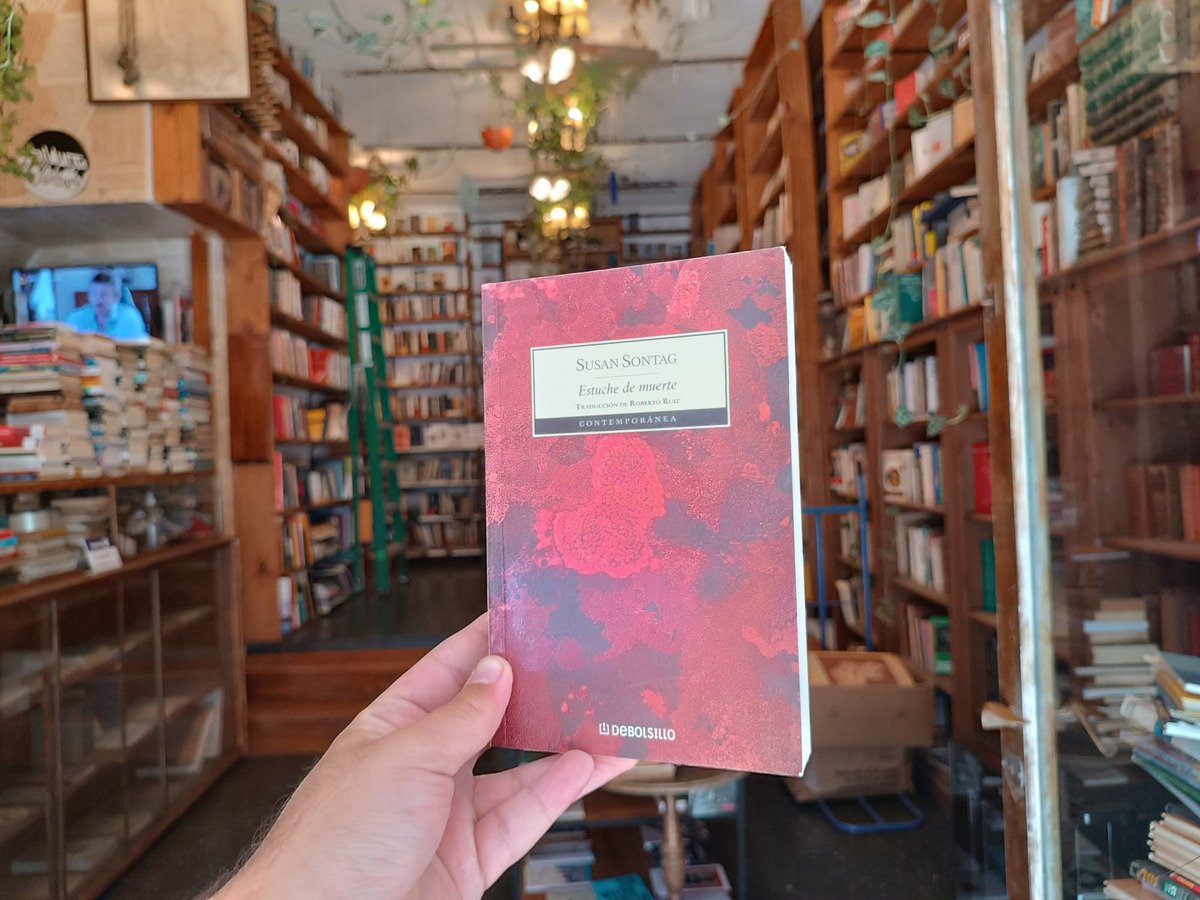 SUSAN SONTAG
Estuche de muerte
TRADUCCIÓN DE ROBERTO RUIZ
CONTEMPORÁNEA
DEBOLSILLO